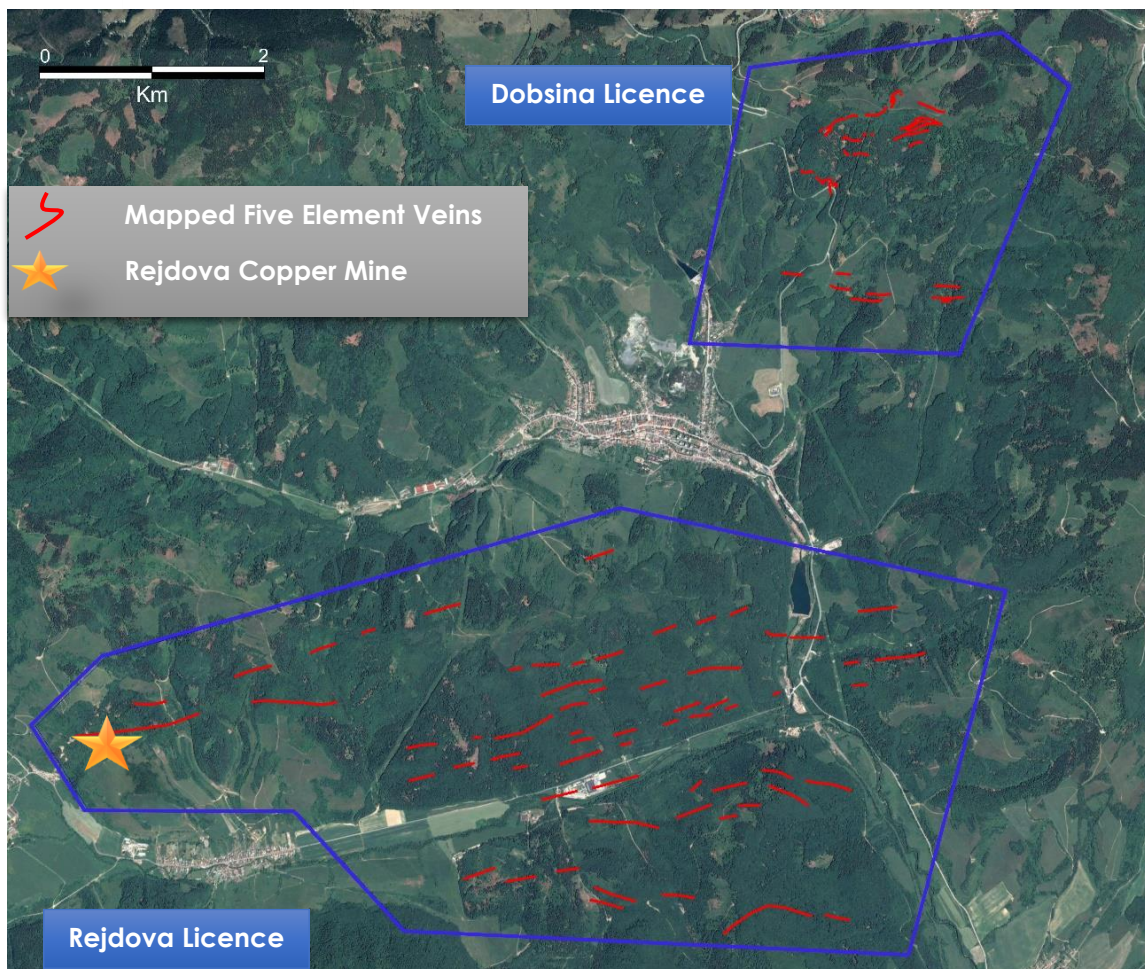 0 2
Km
Dobsina Licence
Mapped Five Element Veins
Rejdova Copper Mine
Rejdova Licence